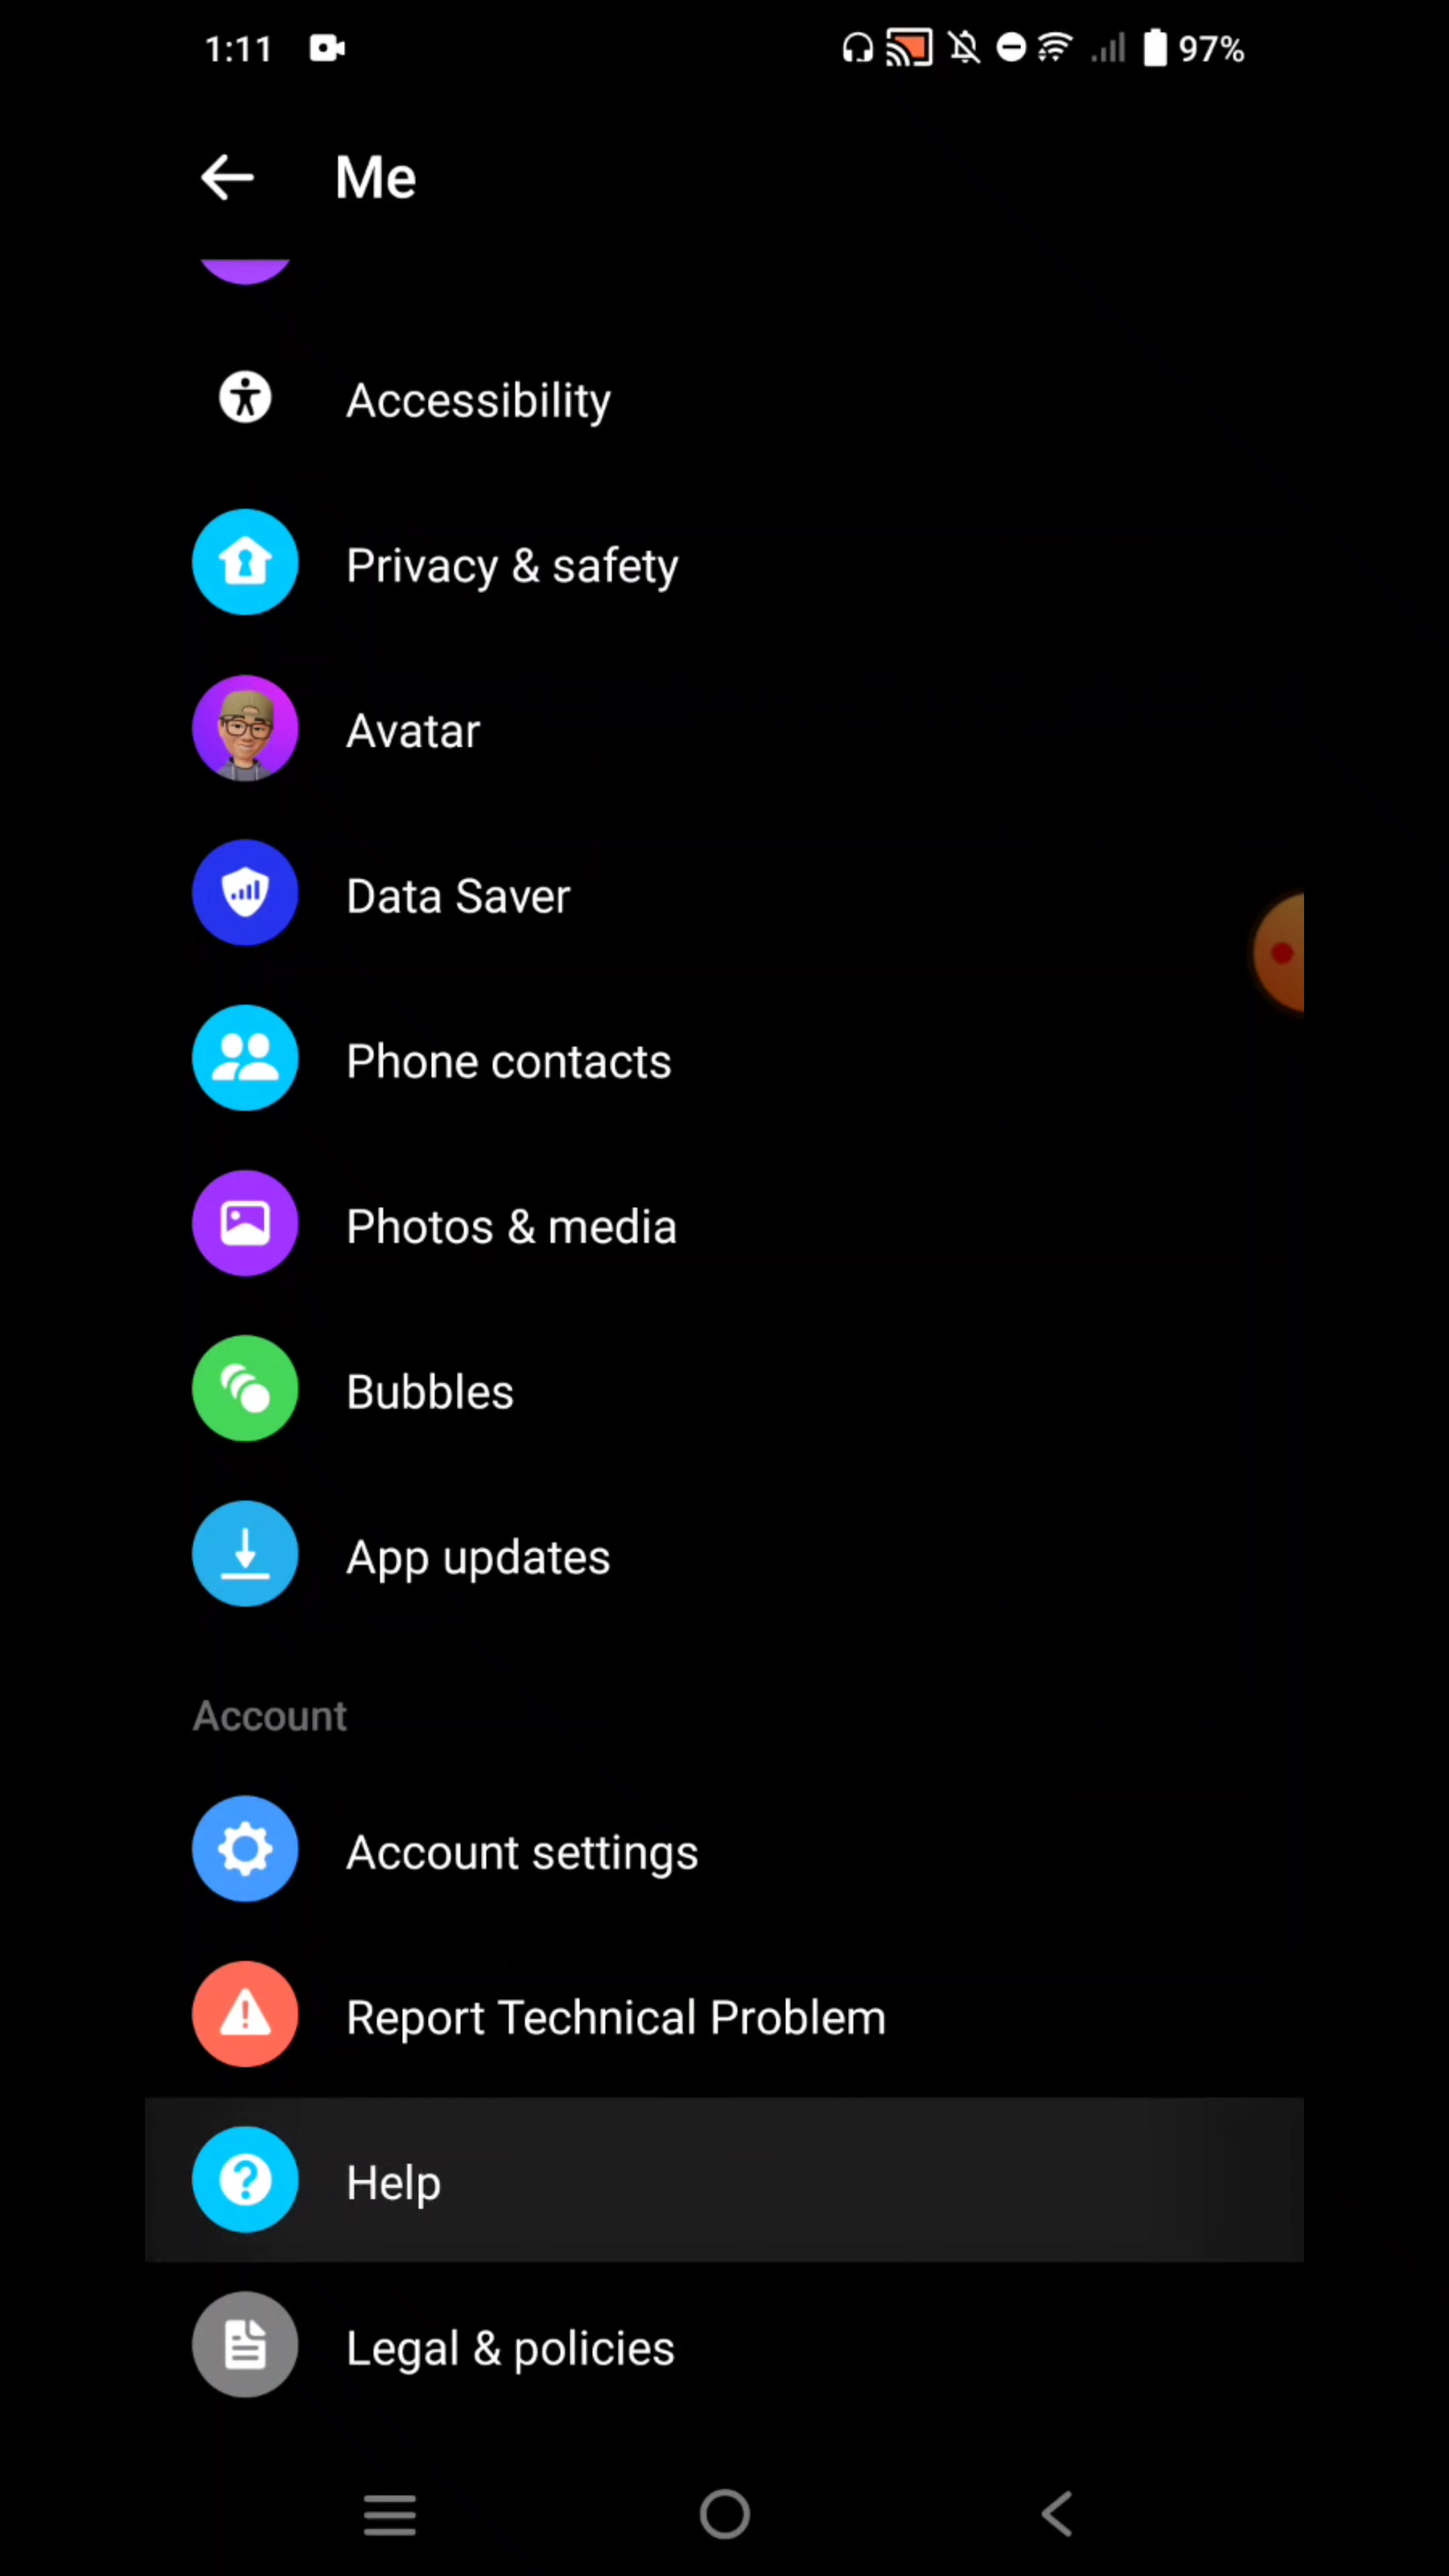 1:11
97%
Me
Accessibility
Privacy & safety
Avatar
Data Saver
Phone contacts
Photos & media
Bubbles
App updates
Account
Account settings
Report Technical Problem
Help
Legal & policies